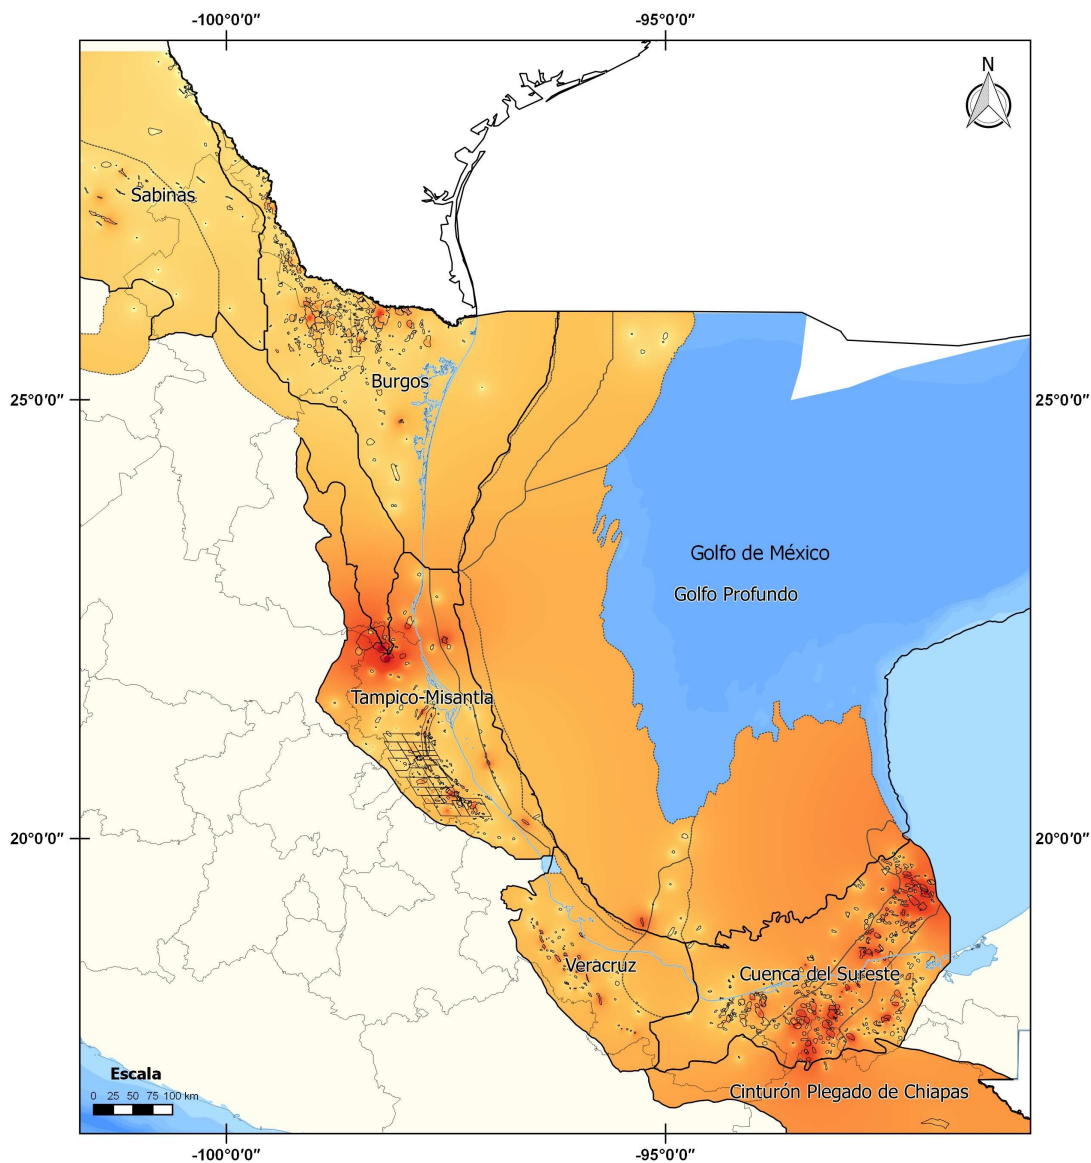 -100°0'0" -95°0'0"
N
Sabinas
Burgos
25°0'0" 25°0'0"
Golfo de México
Golfo Profundo
Tampico-Misantla
20°0'0" 20°0'0"
Veracruz
Cuenca del Sureste
Escala
0 25 50 75 100 km
Cinturón Plegado de Chiapas
-100°0'0" -95°0'0"